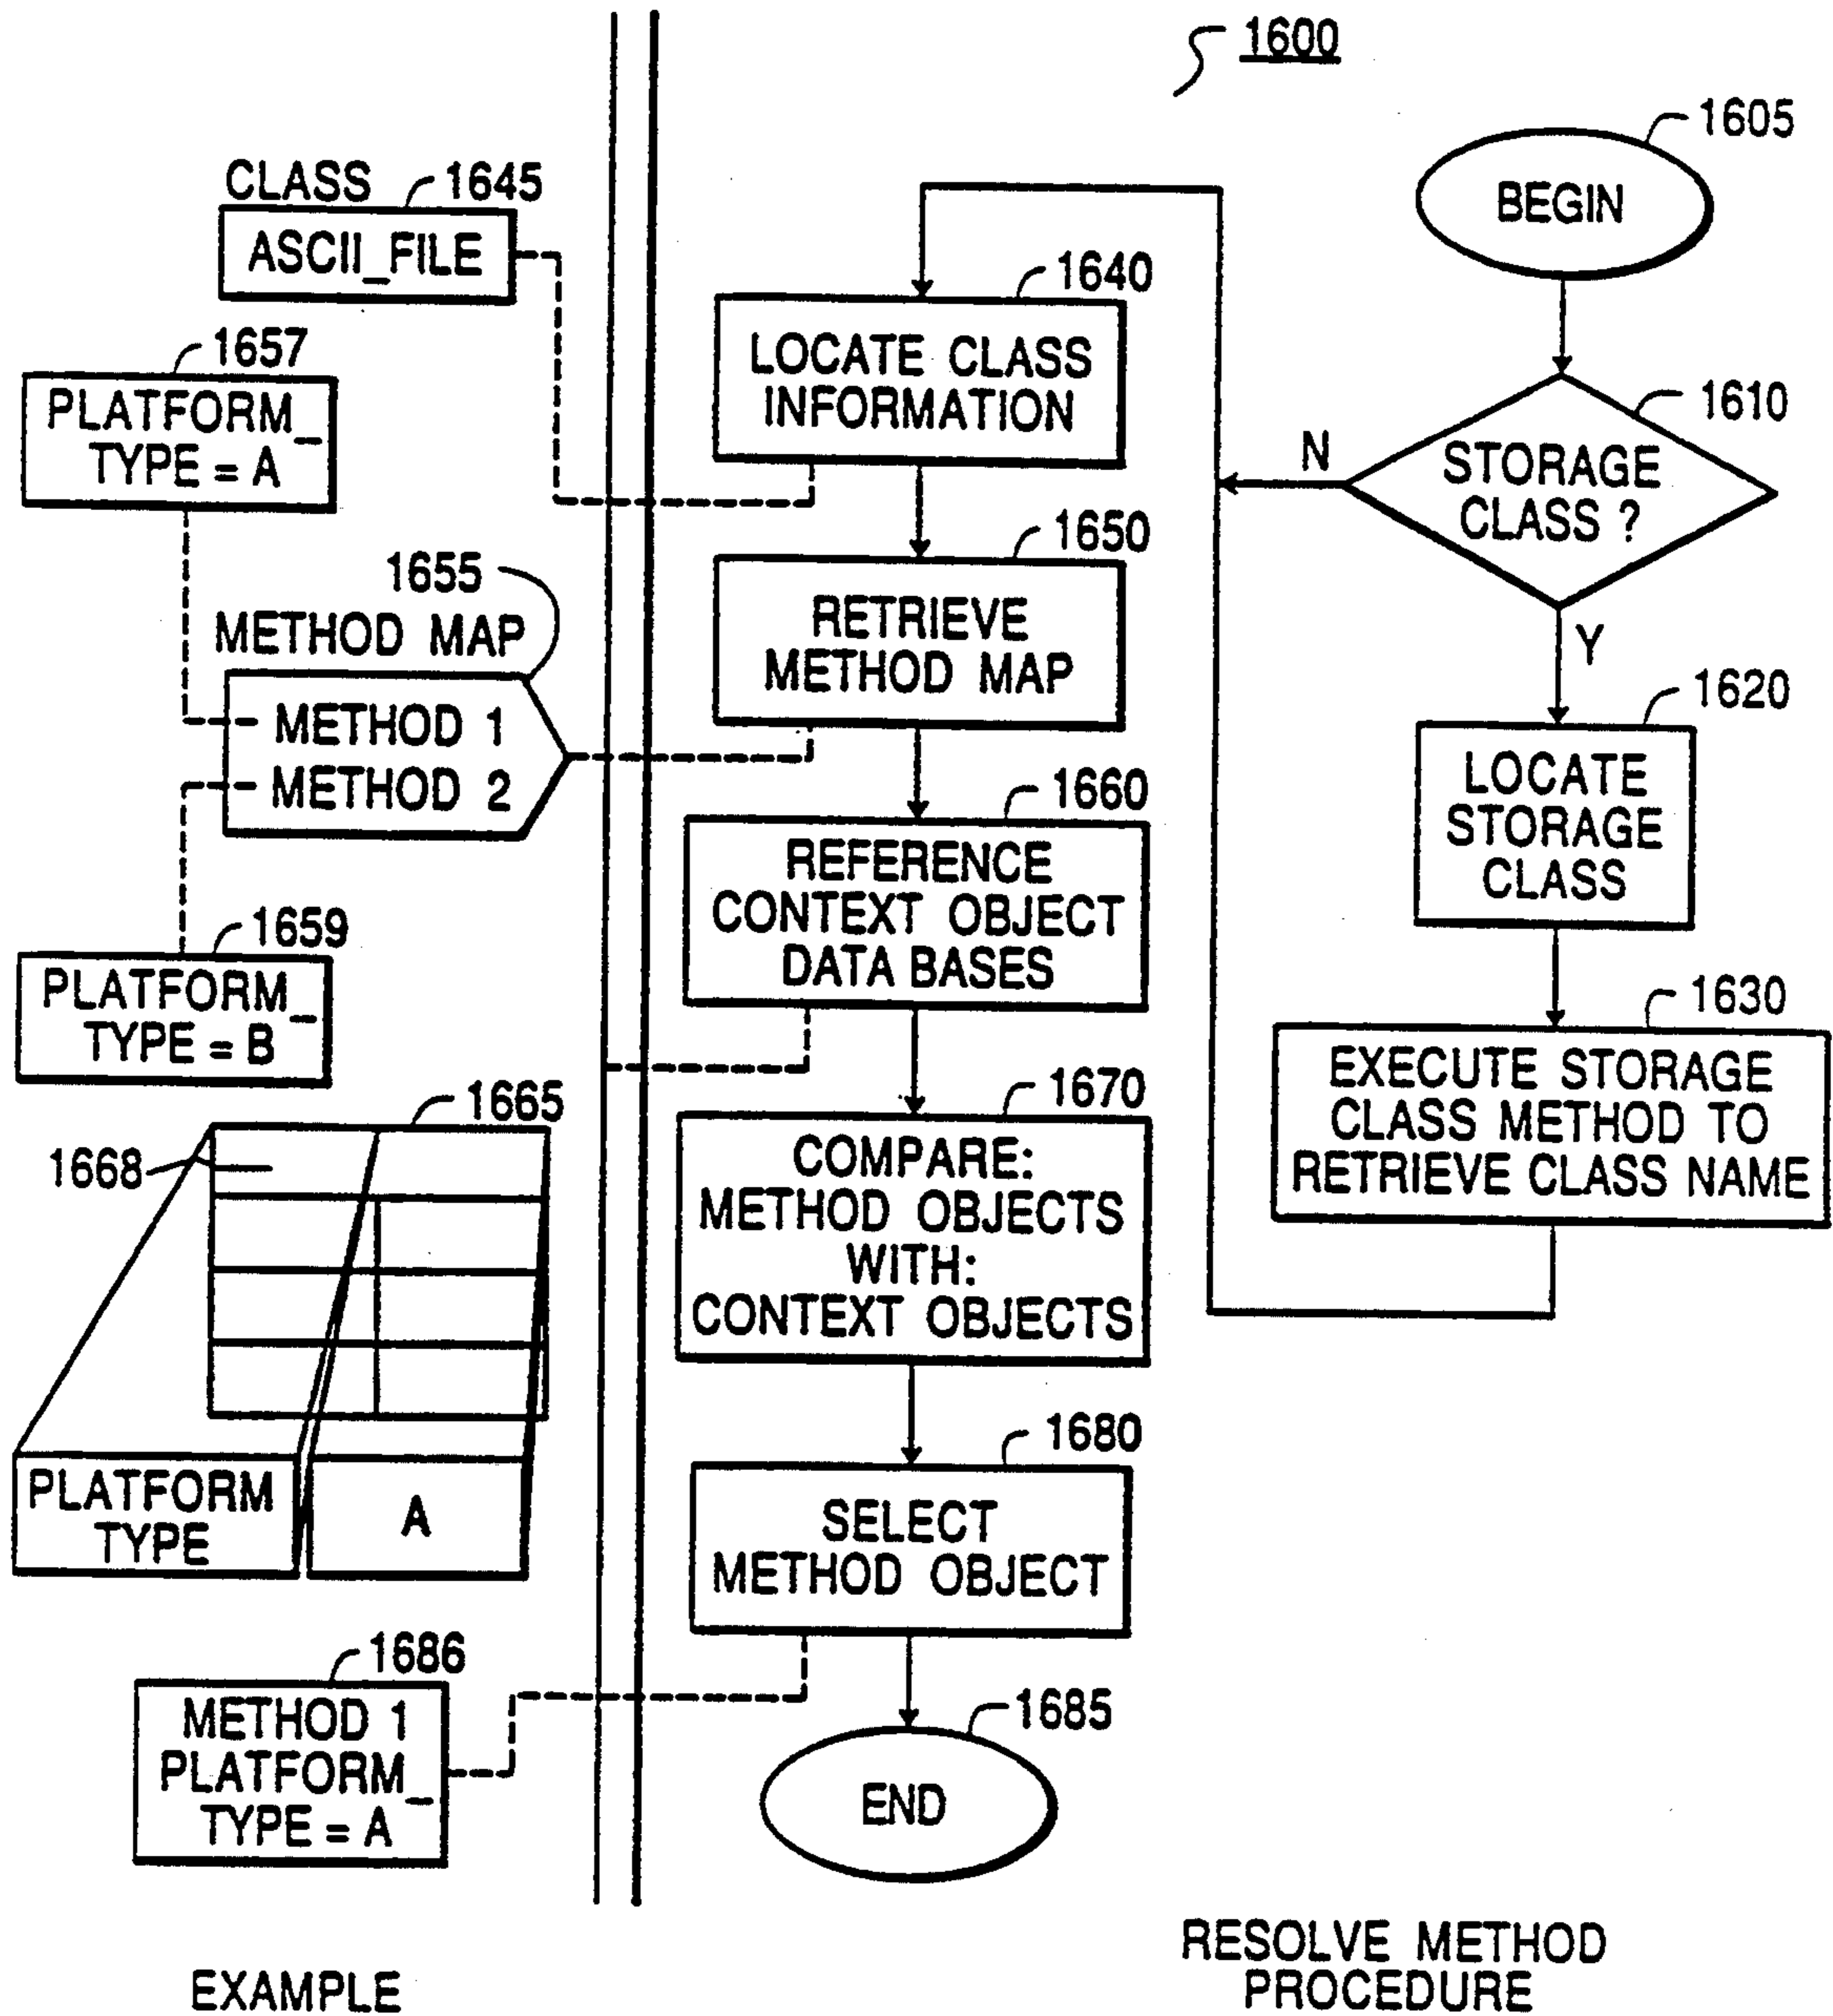 1600
1605
BEGIN
1610
STORAGE
CLASS ?
N
Y
1620
LOCATE
STORAGE
CLASS
1630
EXECUTE STORAGE
CLASS METHOD TO
RETRIEVE CLASS NAME
1640
LOCATE CLASS
INFORMATION
1650
RETRIEVE
METHOD MAP
1660
REFERENCE
CONTEXT OBJECT
DATA BASES
1670
COMPARE:
METHOD OBJECTS
WITH:
CONTEXT OBJECTS
1680
SELECT
METHOD OBJECT
1685
END
CLASS
1645
ASCII_FILE
1657
PLATFORM_
TYPE = A
1655
METHOD MAP
METHOD 1
METHOD 2
1659
PLATFORM_
TYPE = B
1665
1668
PLATFORM
TYPE
A
1686
METHOD 1
PLATFORM_
TYPE = A
EXAMPLE
RESOLVE METHOD
PROCEDURE